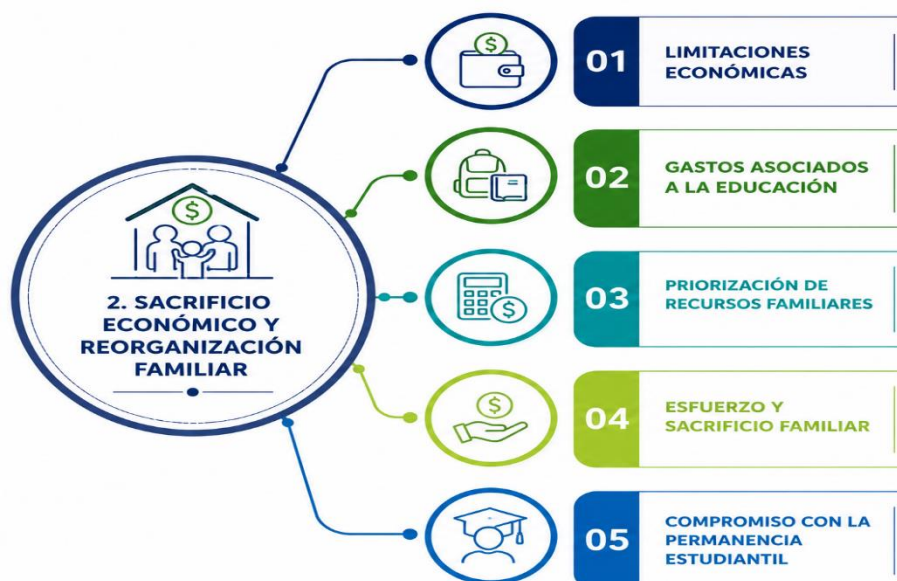 2. SACRIFICIO
ECONÓMICO Y
REORGANIZACIÓN
FAMILIAR
01
LIMITACIONES
ECONÓMICAS
02
GASTOS ASOCIADOS
A LA EDUCACIÓN
03
PRIORIZACIÓN DE
RECURSOS FAMILIARES
04
ESFUERZO Y
SACRIFICIO FAMILIAR
05
COMPROMISO CON LA
PERMANENCIA
ESTUDIANTIL